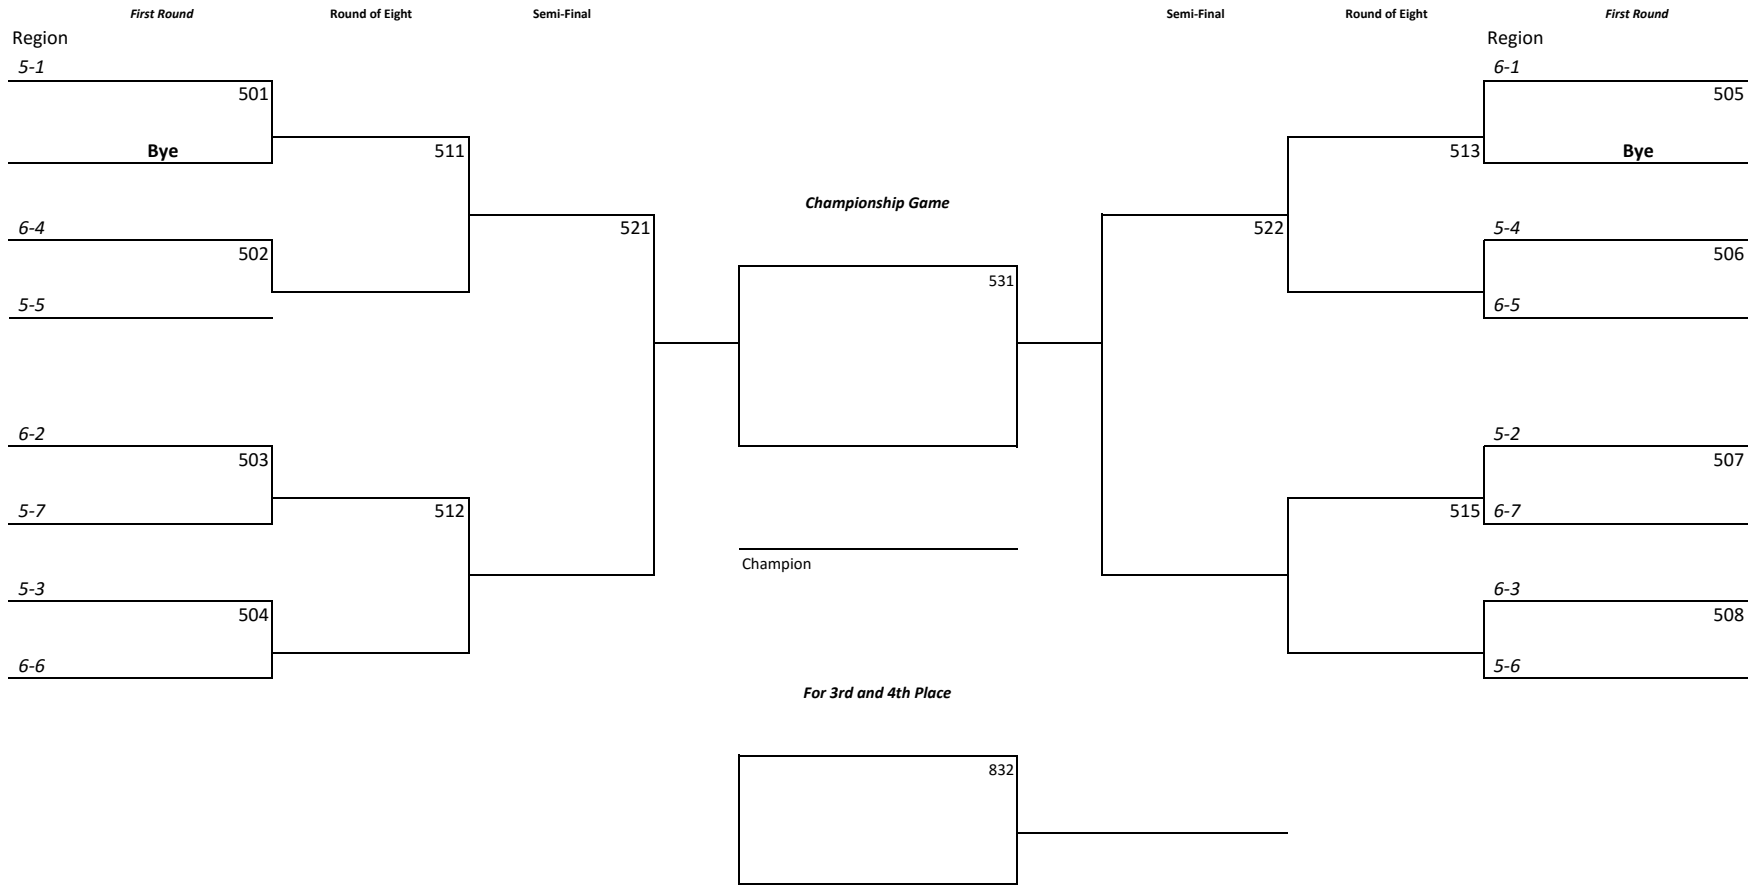 First Round Round of Eight Semi-Final Semi-Final Round of Eight First Round
Region Region
5-1 6-1
501 505
Bye 511 513 Bye
Championship Game
6-4 521 522 5-4
502 506
531
5-5 6-5
6-2 5-2
503 507
5-7 512 515 6-7
Champion
5-3 6-3
504 508
6-6 5-6
For 3rd and 4th Place
832